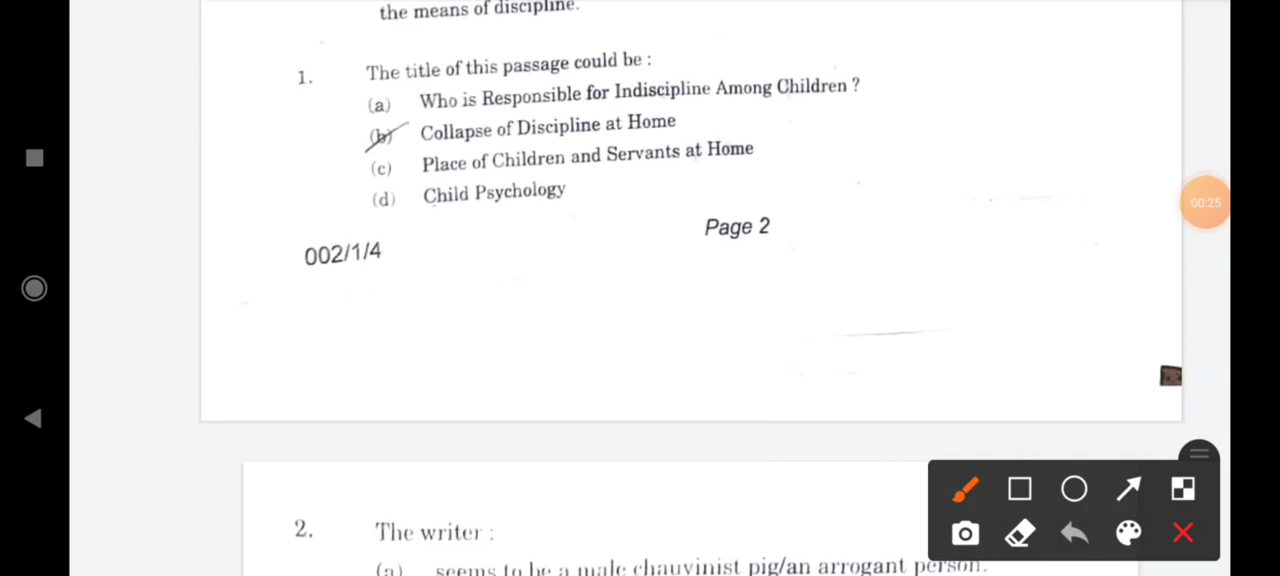 the means of discipline.
1. The title of this passage could be :
(a) Who is Responsible for Indiscipline Among Children ?
(b) Collapse of Discipline at Home
(c) Place of Children and Servants at Home
(d) Child Psychology
Page 2
002/1/4
00:25
2. The writer :
(a) seems to be a male chauvinist pig/an arrogant person.